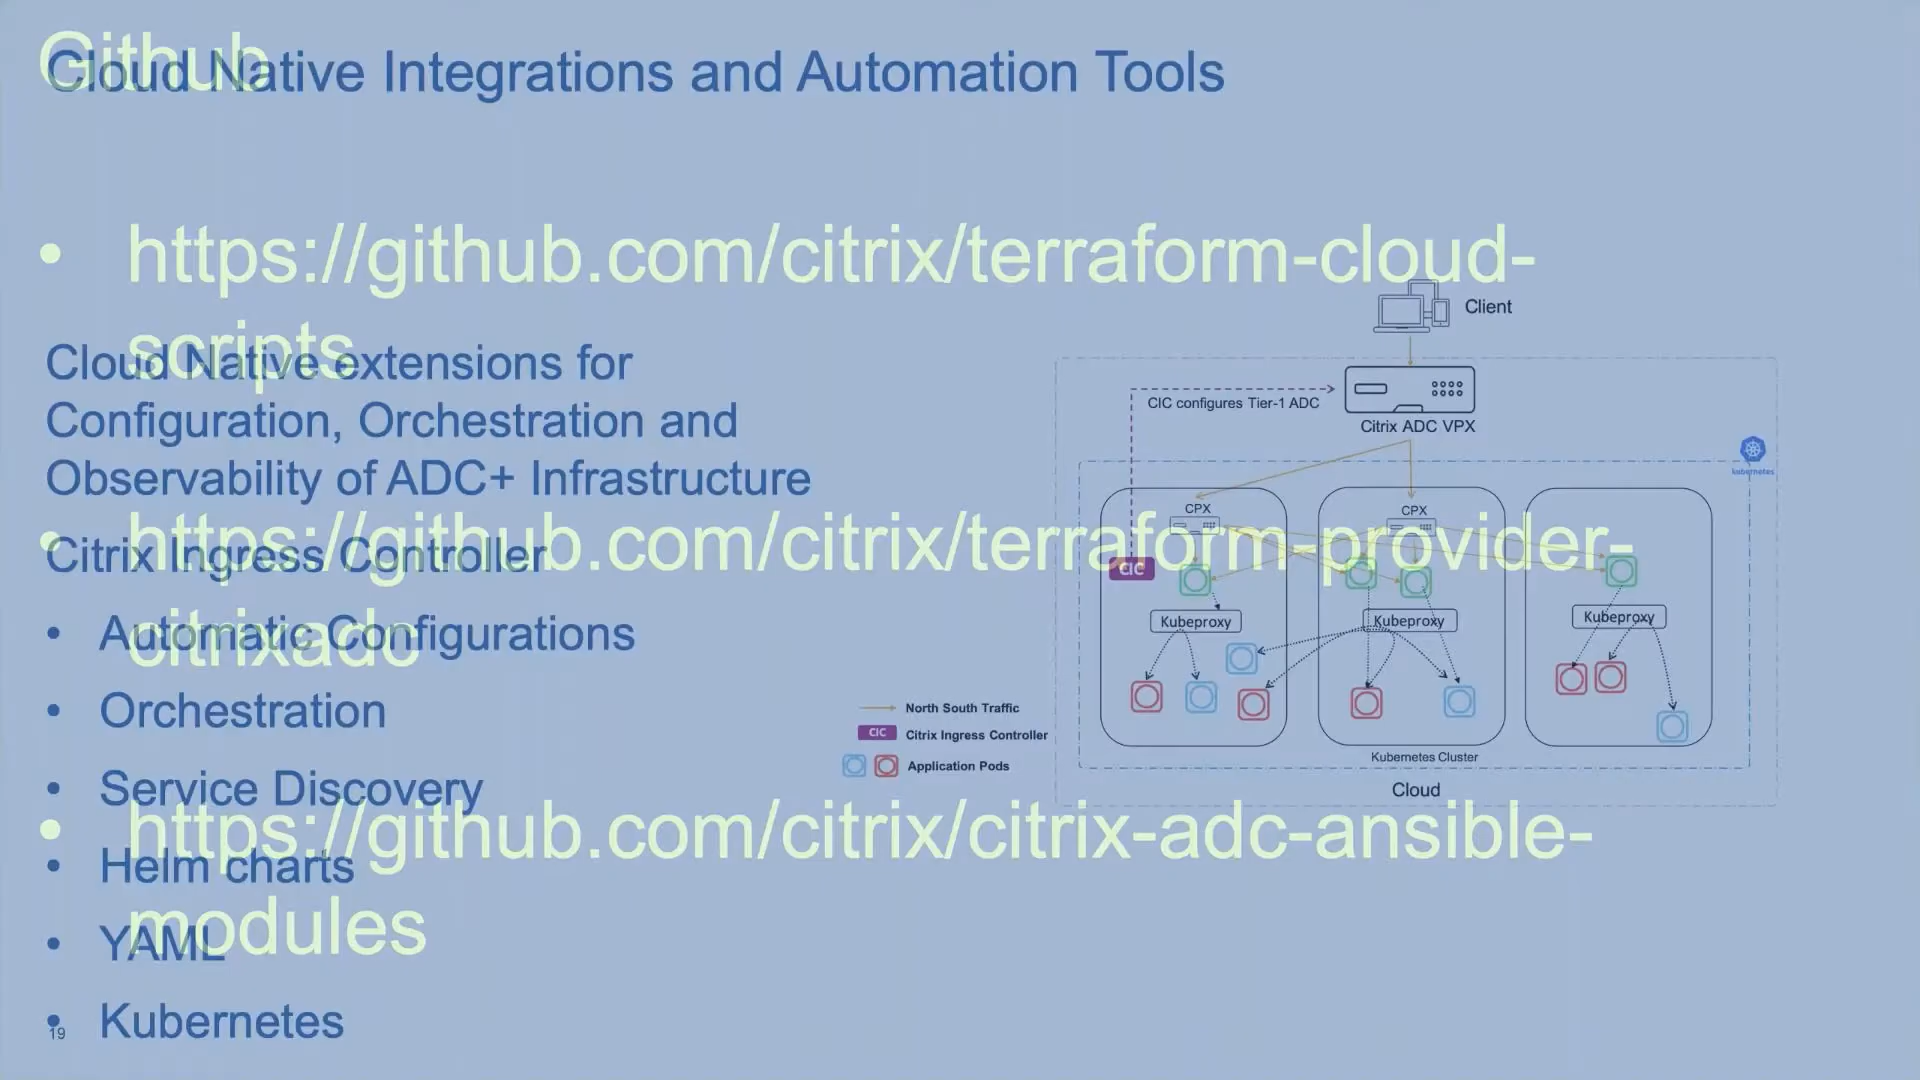 Github
Cloud Native Integrations and Automation Tools
• https://github.com/citrix/terraform-cloud-
scripts
• https://github.com/citrix/terraform-provider-
citrixadc
• https://github.com/citrix/citrix-adc-ansible-
modules
Cloud Native extensions for
Configuration, Orchestration and
Observability of ADC+ Infrastructure
Citrix Ingress Controller
• Automatic Configurations
• Orchestration
• Service Discovery
• Helm charts
• YAML
• Kubernetes
19
Client
CIC configures Tier-1 ADC
Citrix ADC VPX
kubernetes
CPX
CPX
CIC
Kubeproxy
Kubeproxy
Kubeproxy
North South Traffic
CIC Citrix Ingress Controller
Application Pods
Kubernetes Cluster
Cloud